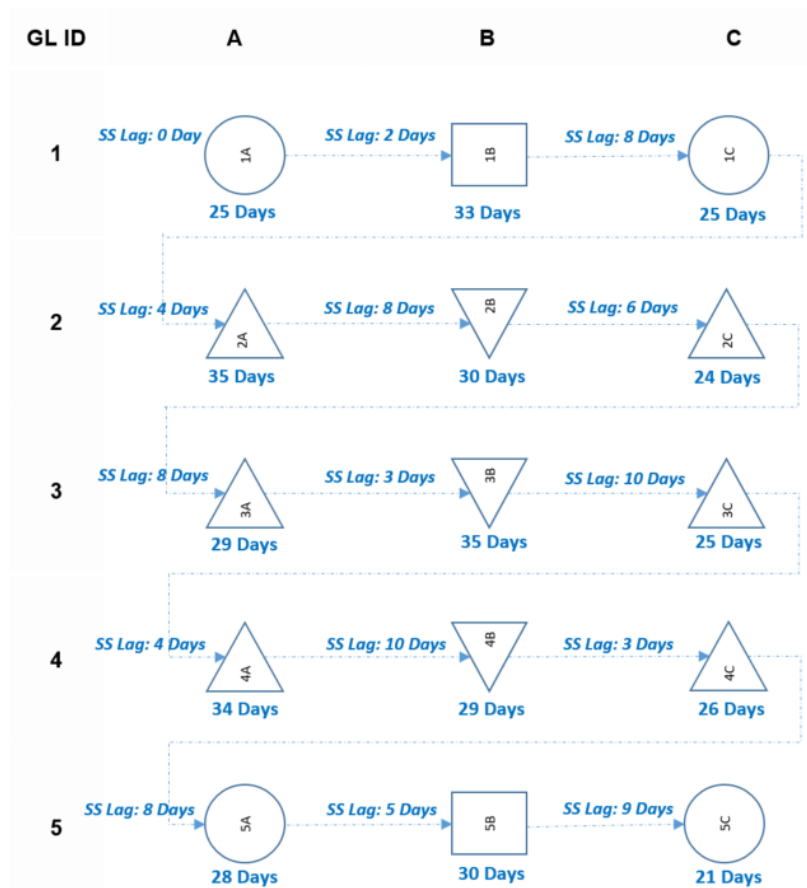 GL ID A B C
SS Lag: 0 Day SS Lag: 2 Days SS Lag: 8 Days
1 1A 1B 1C
25 Days 33 Days 25 Days
SS Lag: 4 Days SS Lag: 8 Days SS Lag: 6 Days
2 2A 2B 2C
35 Days 30 Days 24 Days
SS Lag: 8 Days SS Lag: 3 Days SS Lag: 10 Days
3 3A 3B 3C
29 Days 35 Days 25 Days
SS Lag: 4 Days SS Lag: 10 Days SS Lag: 3 Days
4 4A 4B 4C
34 Days 29 Days 26 Days
SS Lag: 8 Days SS Lag: 5 Days SS Lag: 9 Days
5 5A 5B 5C
28 Days 30 Days 21 Days